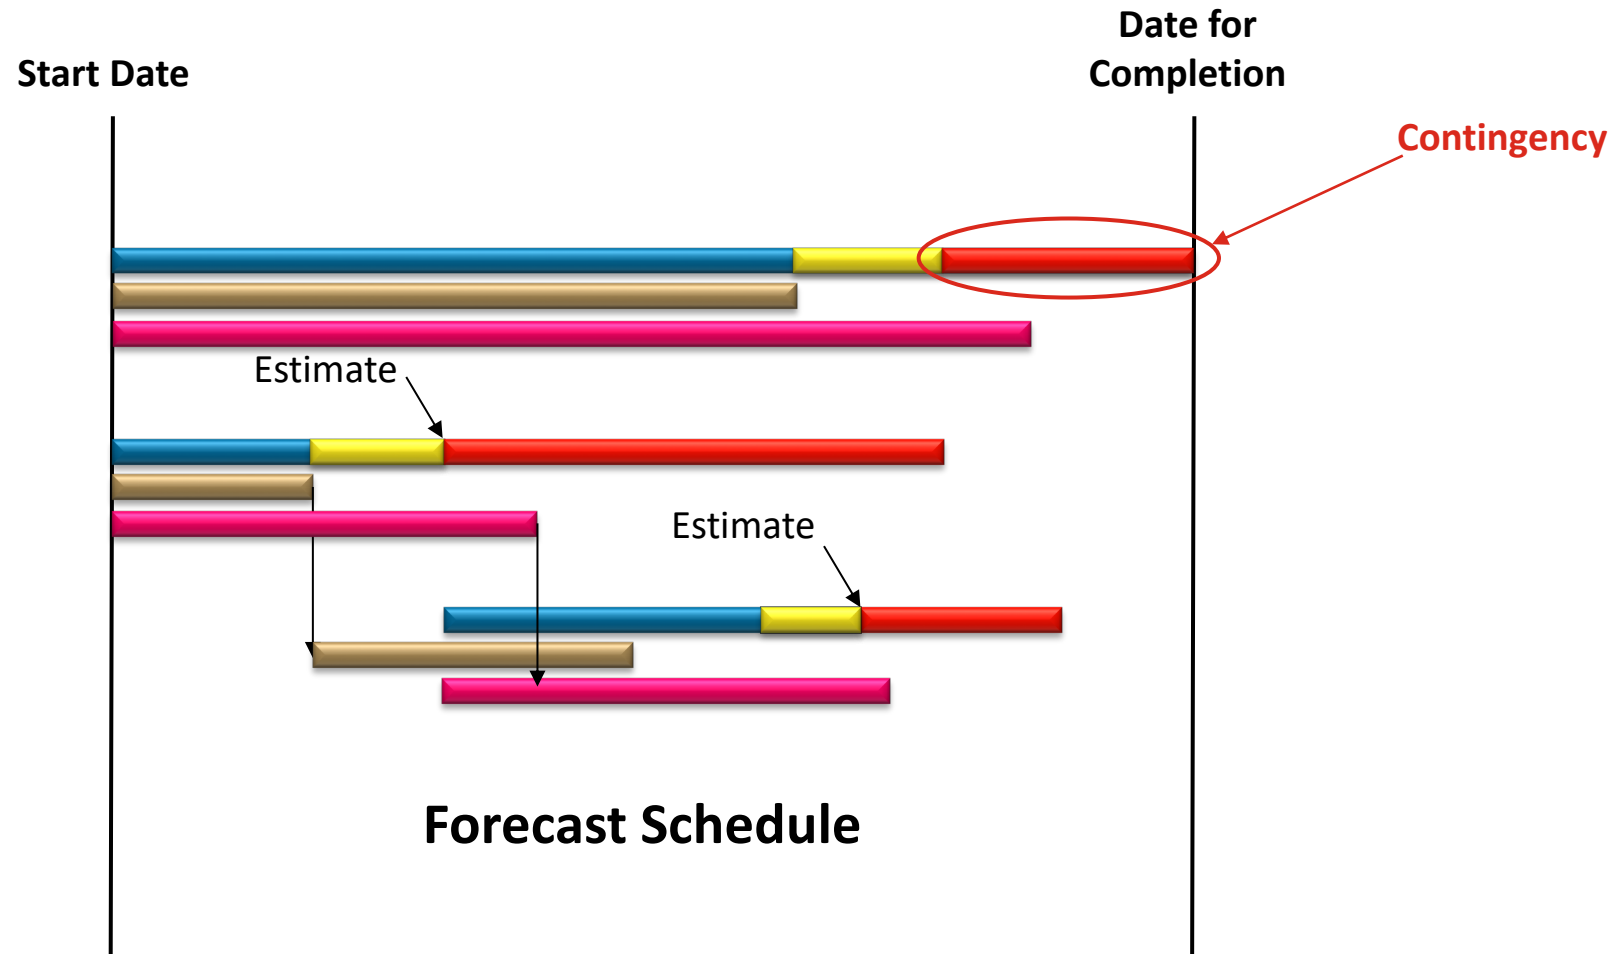 Start Date
Date for
Completion
Contingency
Estimate
Estimate
Forecast Schedule